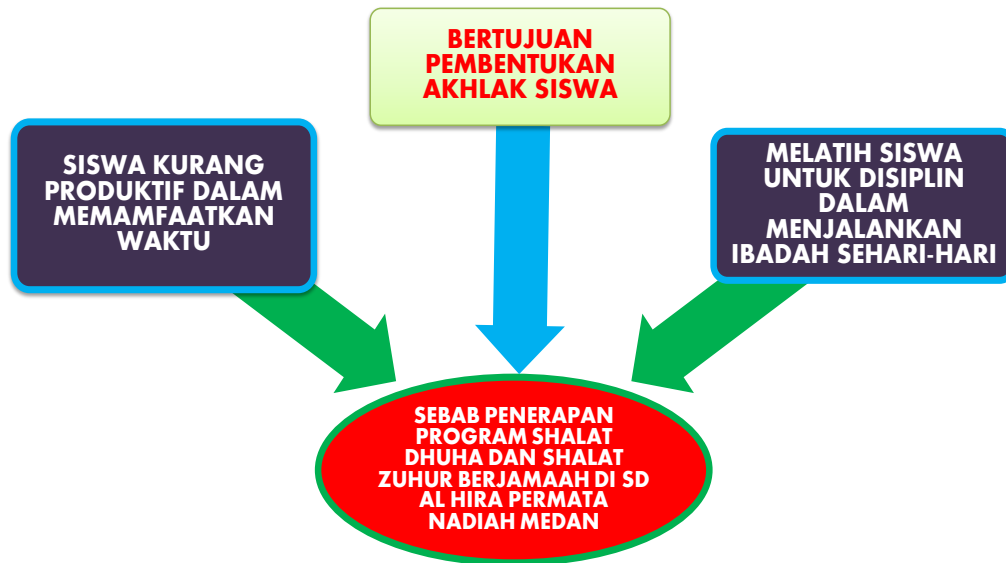 BERTUJUAN
PEMBENTUKAN
AKHLAK SISWA
SISWA KURANG
PRODUKTIF DALAM
MEMAMFAATKAN
WAKTU
MELATIH SISWA
UNTUK DISIPLIN
DALAM
MENJALANKAN
IBADAH SEHARI-HARI
SEBAB PENERAPAN
PROGRAM SHALAT
DHUHA DAN SHALAT
ZUHUR BERJAMAAH DI SD
AL HIRA PERMATA
NADIAH MEDAN